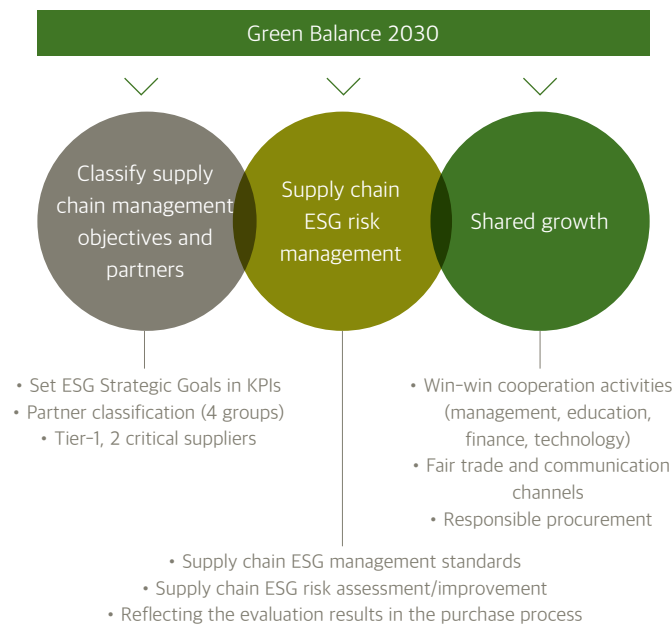 Green Balance 2030
Classify supply
chain management
objectives and
partners
Supply chain
ESG risk
management
Shared growth
• Set ESG Strategic Goals in KPIs
• Partner classification (4 groups)
• Tier-1, 2 critical suppliers
• Win-win cooperation activities
(management, education,
finance, technology)
• Fair trade and communication
channels
• Responsible procurement
• Supply chain ESG management standards
• Supply chain ESG risk assessment/improvement
• Reflecting the evaluation results in the purchase process